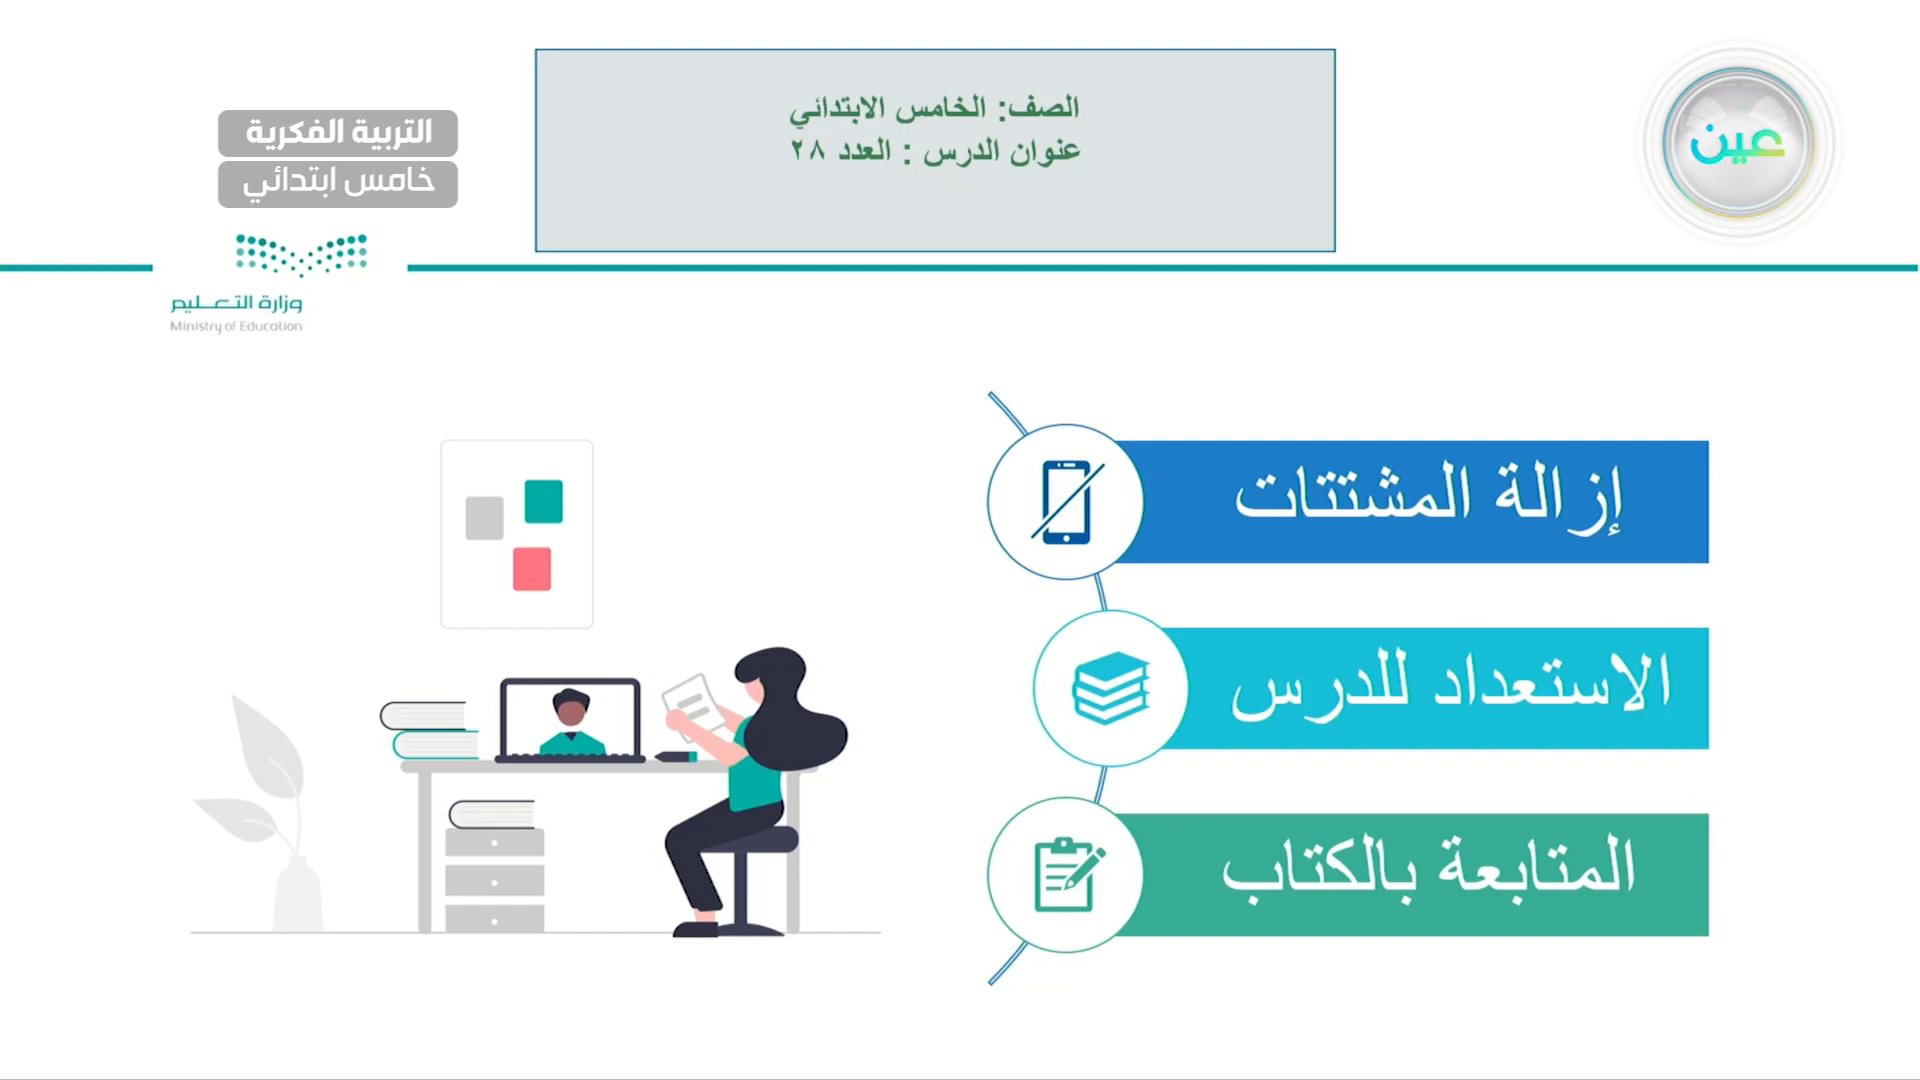 عين
الصف: الخامس الابتدائي
عنوان الدرس : العدد ٢٨
التربية الفكرية
خامس ابتدائي
وزارة التعليم
Ministry of Education
إزالة المشتتات
الاستعداد للدرس
المتابعة بالكتاب